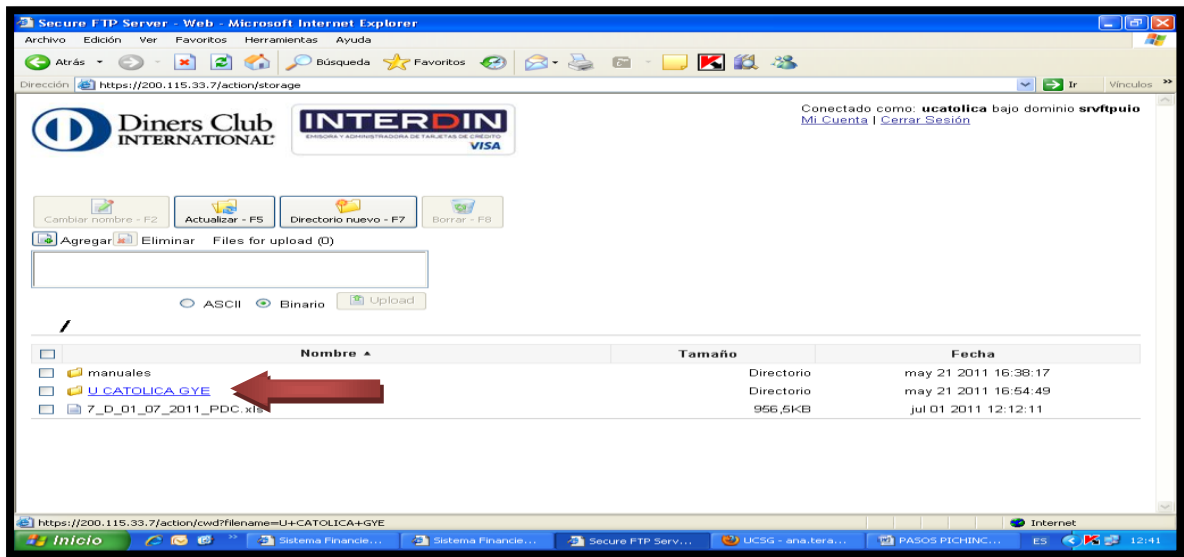 Secure FTP Server - Web - Microsoft Internet Explorer
Archivo Edición Ver Favoritos Herramientas Ayuda
Atrás Búsqueda Favoritos
Dirección https://200.115.33.7/action/storage Ir Vínculos
Diners Club INTERNATIONAL
INTERDIN
EMISORA Y ADMINISTRADORA DE TARJETAS DE CRÉDITO
VISA
Conectado como: ucatolica bajo dominio srvftpuio
Mi Cuenta | Cerrar Sesión
Cambiar nombre - F2 Actualizar - F5 Directorio nuevo - F7 Borrar - F8
Agregar Eliminar Files for upload (0)
ASCII Binario Upload
/
Nombre Tamaño Fecha
manuales Directorio may 21 2011 16:38:17
U CATOLICA GYE Directorio may 21 2011 16:54:49
7_D_01_07_2011_PDC.xls 956,5KB jul 01 2011 12:12:11
https://200.115.33.7/action/cwd?filename=U+CATOLICA+GYE Internet
Inicio Sistema Financie... Sistema Financie... Secure FTP Serv... UCSG - ana.tera... PASOS PICHINC... ES 12:41